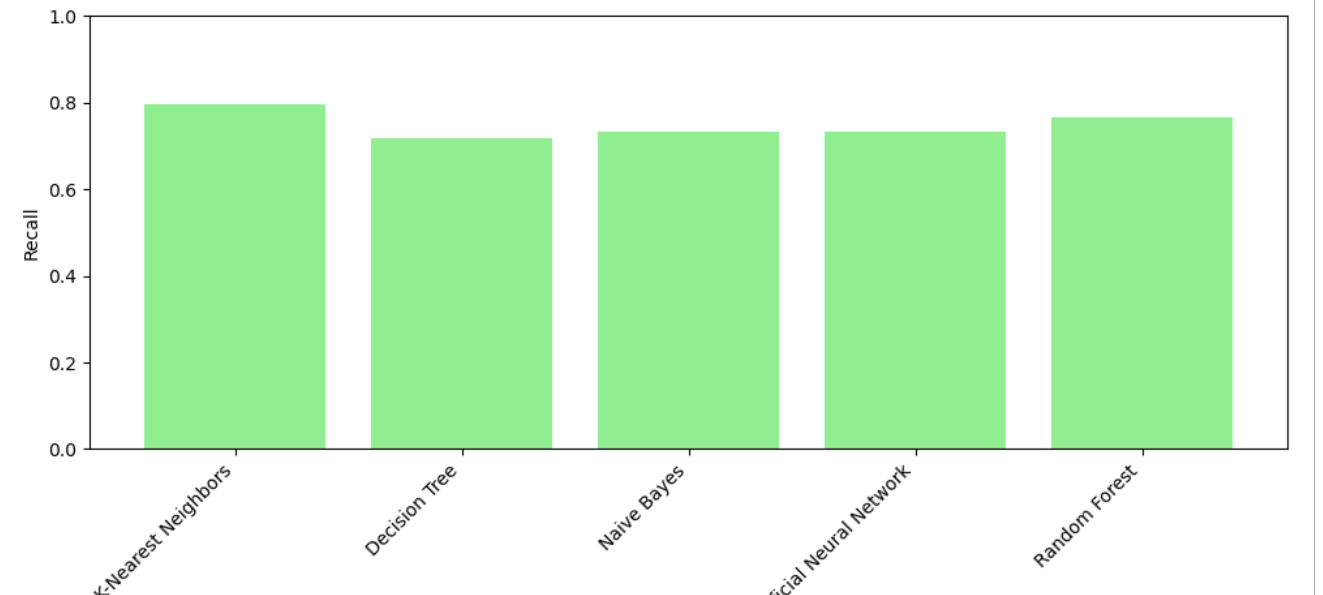 1.0
0.8
0.6
0.4
0.2
0.0
Recall
K-Nearest Neighbors
Decision Tree
Naive Bayes
ficial Neural Network
Random Forest